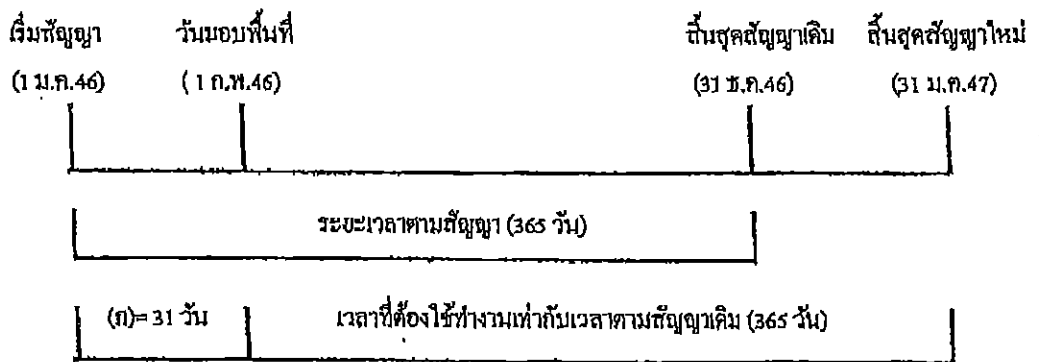 เริ่มสัญญา วันมอบพื้นที่ สิ้นสุดสัญญาเดิม สิ้นสุดสัญญาใหม่
(1 ม.ค.46) (1 ก.พ.46) (31 ธ.ค.46) (31 ม.ค.47)
ระยะเวลาตามสัญญา (365 วัน)
(ก)= 31 วัน เวลาที่ต้องใช้ทำงานเท่ากับเวลาตามสัญญาเดิม (365 วัน)